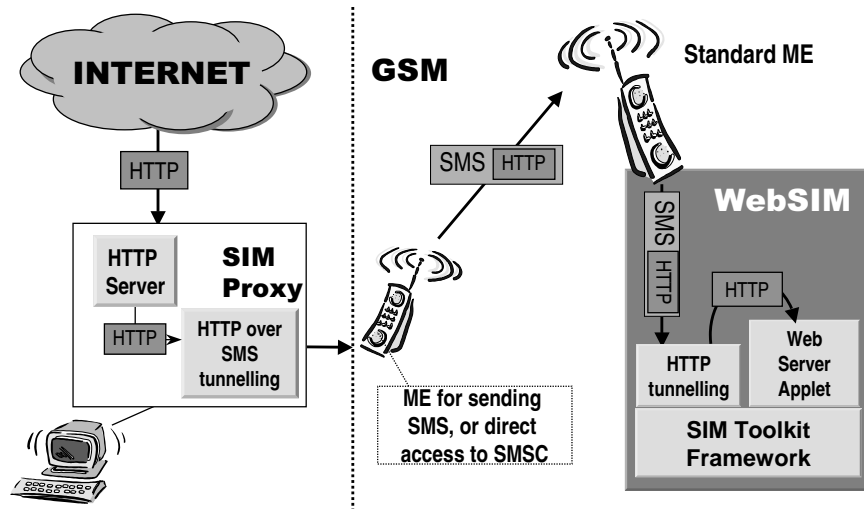 INTERNET
HTTP
HTTP
Server
SIM
Proxy
HTTP
HTTP over
SMS
tunnelling
GSM
SMS HTTP
ME for sending
SMS, or direct
access to SMSC
Standard ME
WebSIM
SMS
HTTP
HTTP
HTTP
tunnelling
Web
Server
Applet
SIM Toolkit
Framework